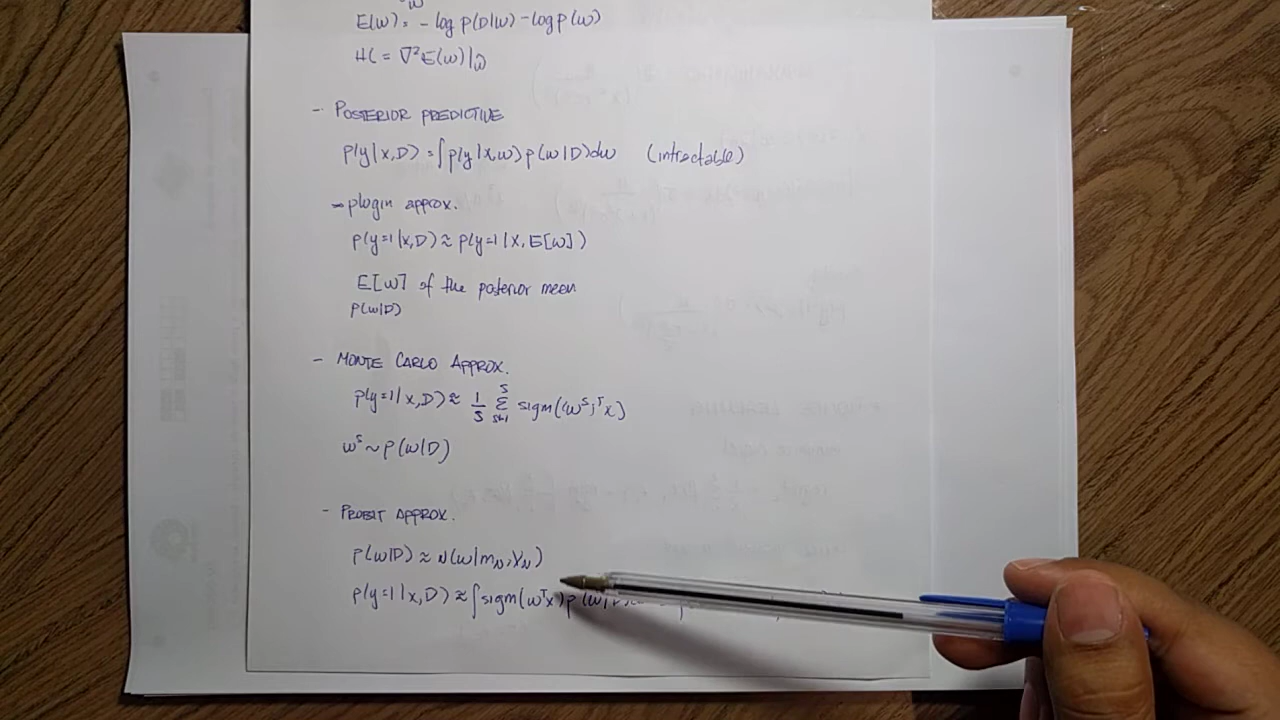 ŵ
E(w) = - log p(D|w) - log p(w)
H = ∇²E(w)|ŵ
- POSTERIOR PREDICTIVE
p(y|x,D) = ∫p(y|x,w) p(w|D)dw (intractable)
→ plugin approx.
p(y=1|x,D) ≈ p(y=1|x, E[w])
E[w] of the posterior mean
p(w|D)
- MONTE CARLO APPROX.
p(y=1|x,D) ≈ 1/S Σ_{s=1}^{S} sigm((w^s)^T x)
w^s ~ p(w|D)
- PROBIT APPROX.
p(w|D) ≈ N(w|m_N, V_N)
p(y=1|x,D) ≈ ∫sigm(w^T x) p(w|